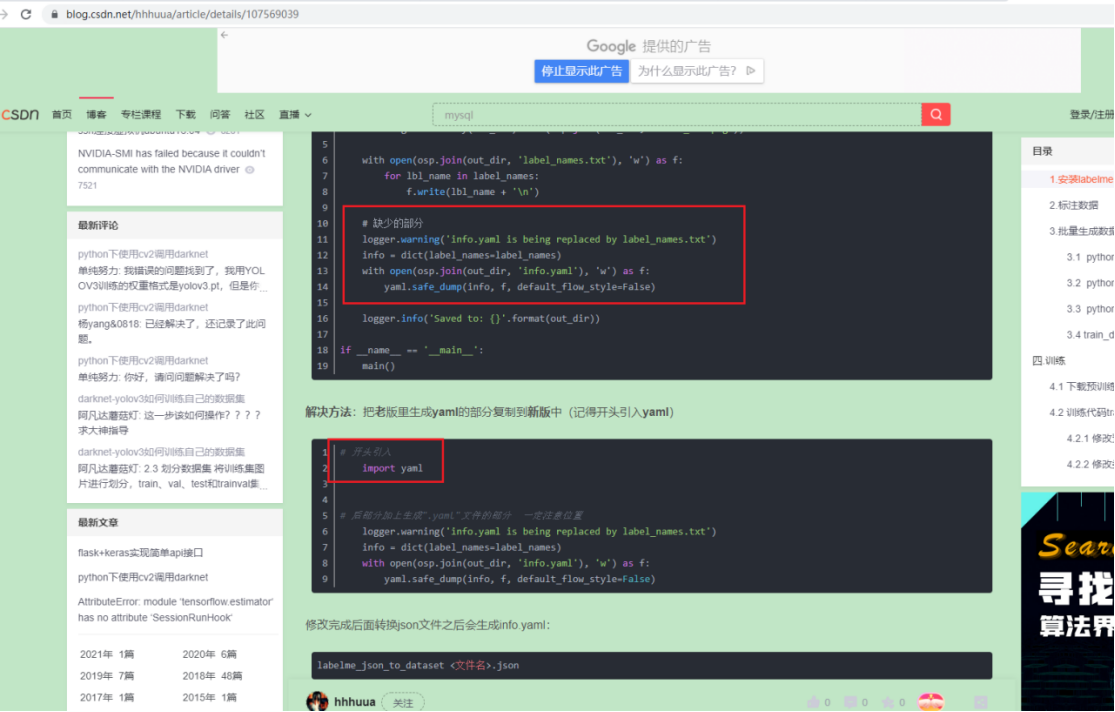 blog.csdn.net/hhhuua/article/details/107569039
Google 提供的广告
停止显示此广告 为什么显示此广告?
CSDN 首页 博客 专栏课程 下载 问答 社区 直播 mysql 登录/注册
NVIDIA-SMI has failed because it couldn't
communicate with the NVIDIA driver
7521
最新评论
python下使用cv2调用darknet
单纯努力: 我错误的问题找到了，我用YOL
OV3训练的权重格式是yolov3.pt，但是你...
python下使用cv2调用darknet
杨yang&0818: 已经解决了，还记录了此问
题。
python下使用cv2调用darknet
单纯努力: 你好，请问问题解决了吗?
darknet-yolov3如何训练自己的数据集
阿凡达蘑菇灯: 这一步该如何操作? ? ? ?
求大神指导
darknet-yolov3如何训练自己的数据集
阿凡达蘑菇灯: 2.3 划分数据集 将训练集图
片进行划分，train、val、test和trainval集...
最新文章
flask+keras实现简单api接口
python下使用cv2调用darknet
AttributeError: module 'tensorflow.estimator'
has no attribute 'SessionRunHook'
2021年 1篇 2020年 6篇
2019年 7篇 2018年 48篇
2017年 1篇 2015年 1篇
5
6 with open(osp.join(out_dir, 'label_names.txt'), 'w') as f:
7 for lbl_name in label_names:
8 f.write(lbl_name + '\n')
9
10 # 缺少的部分
11 logger.warning('info.yaml is being replaced by label_names.txt')
12 info = dict(label_names=label_names)
13 with open(osp.join(out_dir, 'info.yaml'), 'w') as f:
14 yaml.safe_dump(info, f, default_flow_style=False)
15
16 logger.info('Saved to: {}'.format(out_dir))
17
18 if __name__ == '__main__':
19 main()
解决方法：把老版里生成yaml的部分复制到新版中（记得开头引入yaml）
1 # 开头引入
2 import yaml
3
4
5 # 后部分加上生成".yaml"文件的部分 一定注意位置
6 logger.warning('info.yaml is being replaced by label_names.txt')
7 info = dict(label_names=label_names)
8 with open(osp.join(out_dir, 'info.yaml'), 'w') as f:
9 yaml.safe_dump(info, f, default_flow_style=False)
修改完成后面转换json文件之后会生成info.yaml：
labelme_json_to_dataset <文件名>.json
hhhuua 关注 0 0 0
目录
1.安装labelme
2.标注数据
3.批量生成数据
3.1 python
3.2 python
3.3 python
3.4 train_d
四.训练
4.1 下载预训练
4.2 训练代码tra
4.2.1 修改
4.2.2 修改
Sear
寻找
算法界